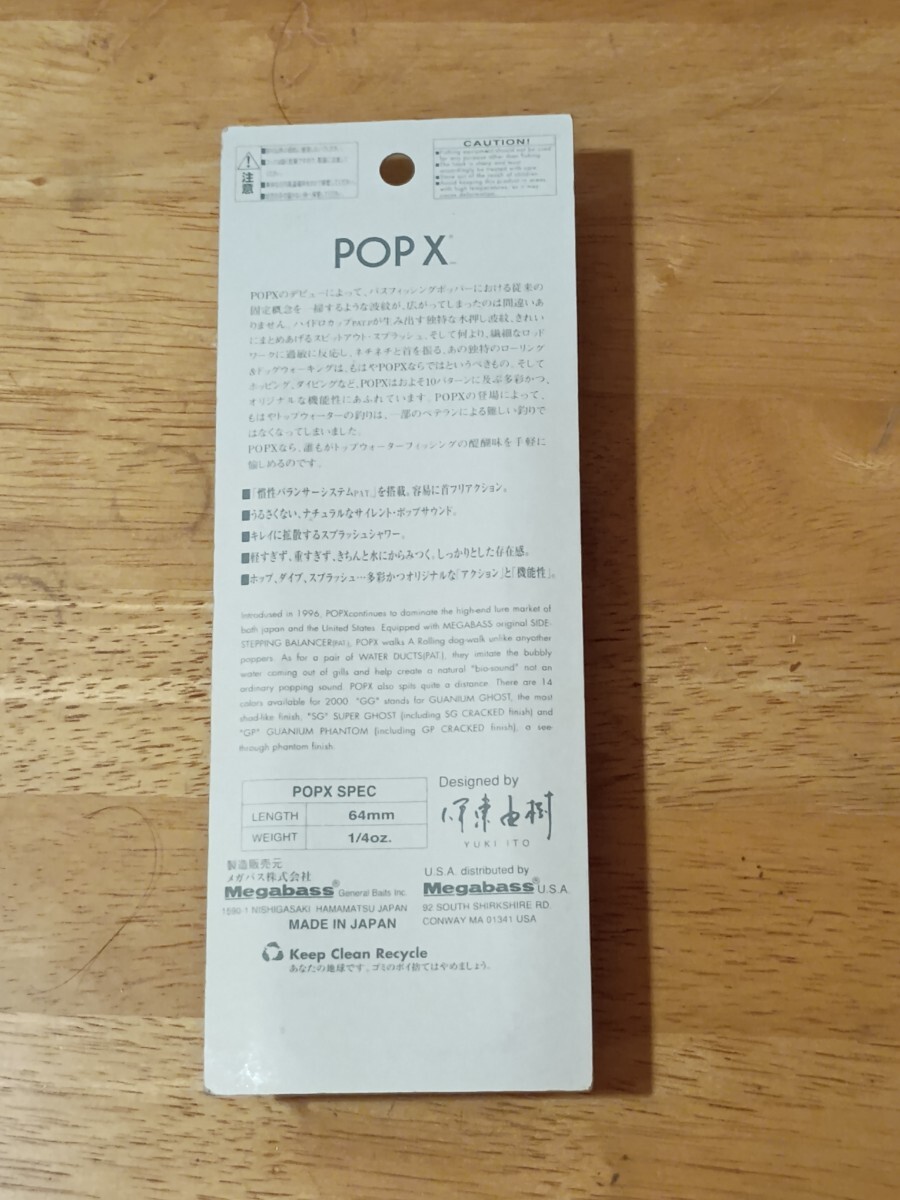 注意
CAUTION!
Fishing equipment should not be used
for any purpose other than fishing.
high temperatures, as it may
cause deformation.
POP X
POPXのデビューによって、バスフィッシングポッパーにおける従来の
固定概念を一掃するような波紋が、広がってしまったのは間違いあ
りません。ハイドロカップPAT.Pが生み出す独特な水押し波紋、きれい
にまとめあげるスピットアウト・スプラッシュ、そして何より、繊細なロッド
ワークに過敏に反応し、ネチネチと首を振る、あの独特のローリング
&ドッグウォーキングは、もはやPOPXならではというべきもの。そして
ホッピング、ダイビングなど、POPXはおよそ10パターンに及ぶ多彩かつ、
オリジナルな機能性にあふれています。POPXの登場によって、
もはやトップウォーターの釣りは、一部のベテランによる難しい釣りで
はなくなってしまいました。
POPXなら、誰もがトップウォーターフィッシングの醍醐味を手軽に
愉しめるのです。
■「慣性バランサーシステムPAT.」を搭載。容易に首フリアクション。
■うるさくない、ナチュラルなサイレント・ポップサウンド。
■キレイに拡散するスプラッシュシャワー。
■軽すぎず、重すぎず、きちんと水にからみつく。しっかりとした存在感。
■ホップ、ダイブ、スプラッシュ…多彩かつオリジナルな「アクション」と「機能性」。
Introdused in 1996, POPXcontinues to dominate the high-end lure market of
both japan and the United States. Equipped with MEGABASS original SIDE-
STEPPING BALANCER(PAT.), POPX walks A Rolling dog-walk unlike anyother
poppers. As for a pair of WATER DUCTS(PAT.), they imitate the bubbly
water coming out of gills and help create a natural "bio-sound" not an
ordinary popping sound. POPX also spits quite a distance. There are 14
colors available for 2000. "GG" stands for GUANIUM GHOST, the most
shad-like finish, "SG" SUPER GHOST (including SG CRACKED finish) and
"GP" GUANIUM PHANTOM (including GP CRACKED finish), a see-
through phantom finish.
POPX SPEC
LENGTH 64mm
WEIGHT 1/4oz.
Designed by
伊東由樹
YUKI ITO
製造販売元
メガバス株式会社
Megabass® General Baits Inc.
1590-1 NISHIGASAKI HAMAMATSU JAPAN
MADE IN JAPAN
U.S.A. distributed by
Megabass® U.S.A.
92 SOUTH SHIRKSHIRE RD.
CONWAY MA 01341 USA
Keep Clean Recycle
あなたの地球です。ゴミのポイ捨てはやめましょう。